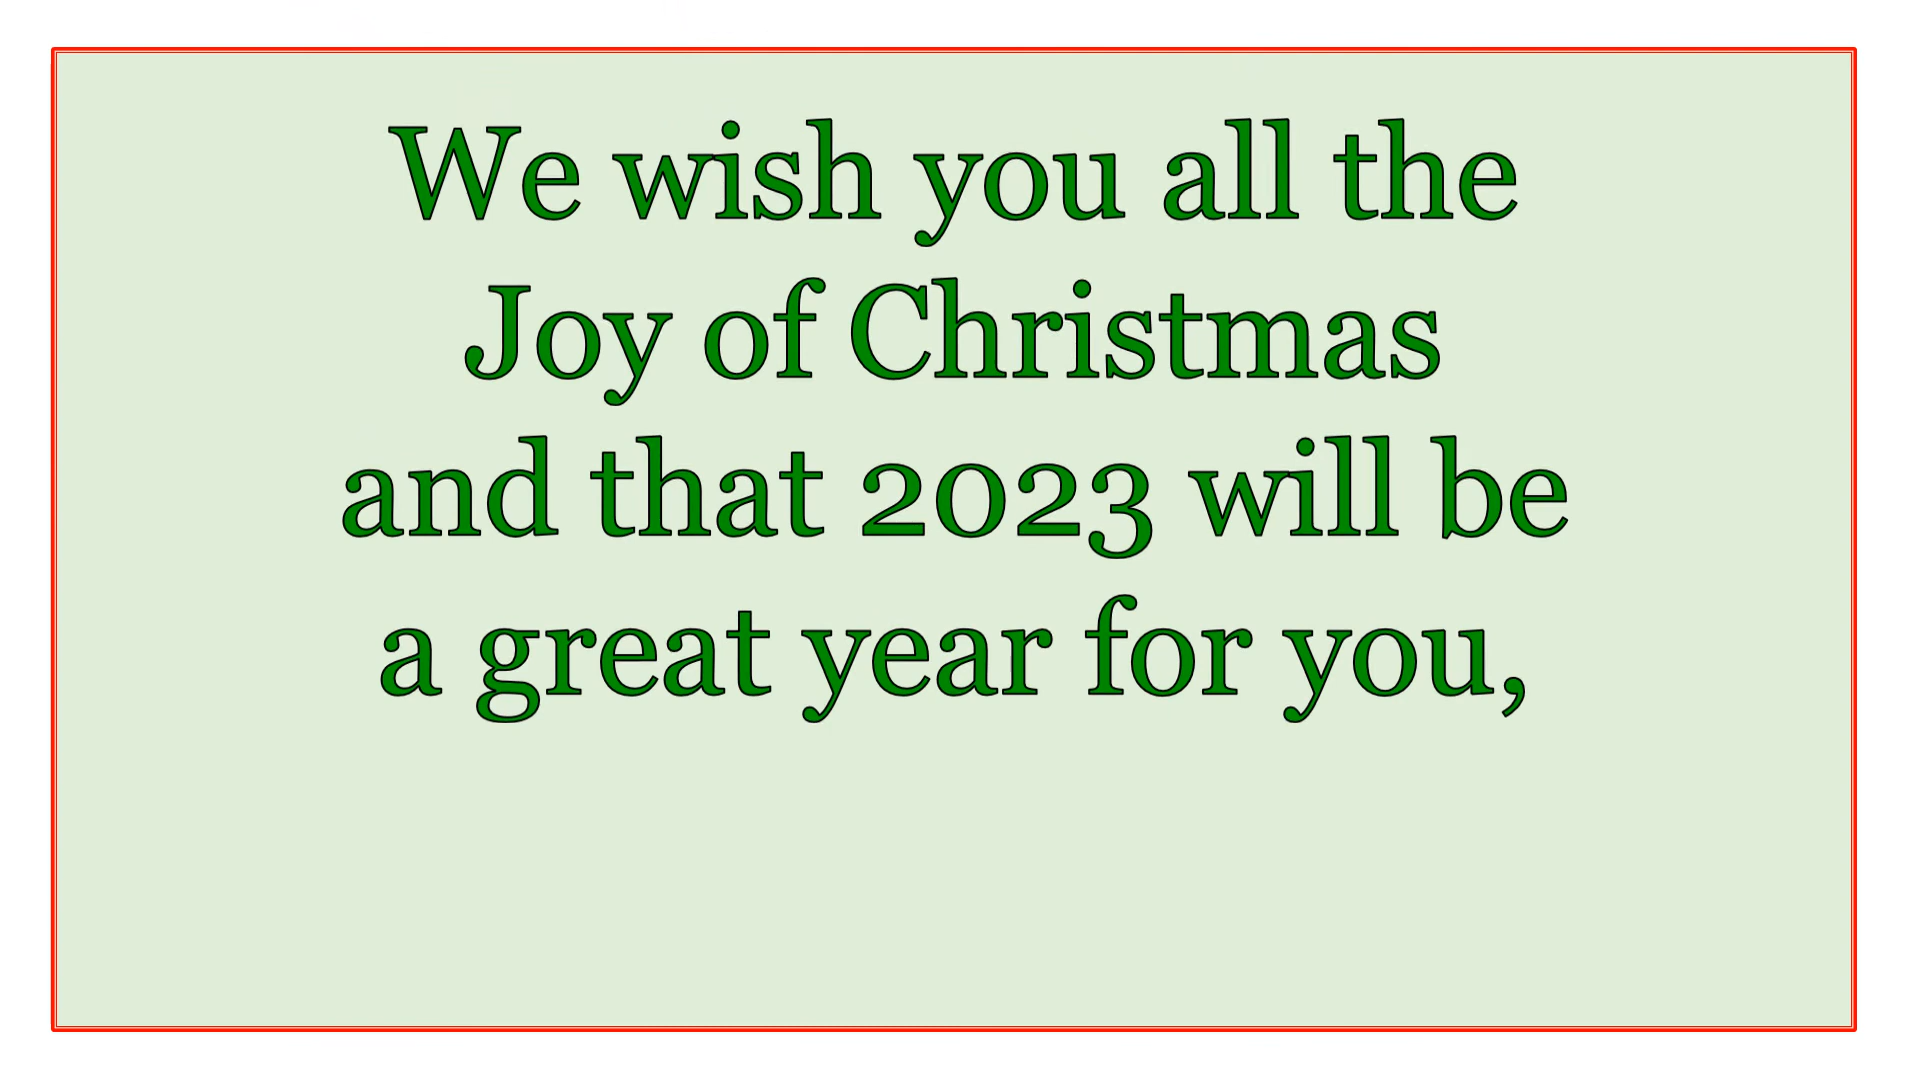 We wish you all the
Joy of Christmas
and that 2023 will be
a great year for you,